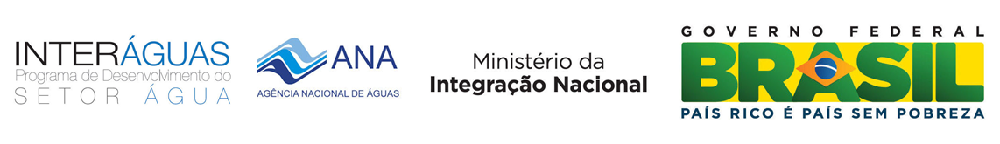 INTERÁGUAS
Programa de Desenvolvimento do
SETOR ÁGUA
ANA
AGÊNCIA NACIONAL DE ÁGUAS
Ministério da
Integração Nacional
GOVERNO FEDERAL
BRASIL
PAÍS RICO É PAÍS SEM POBREZA